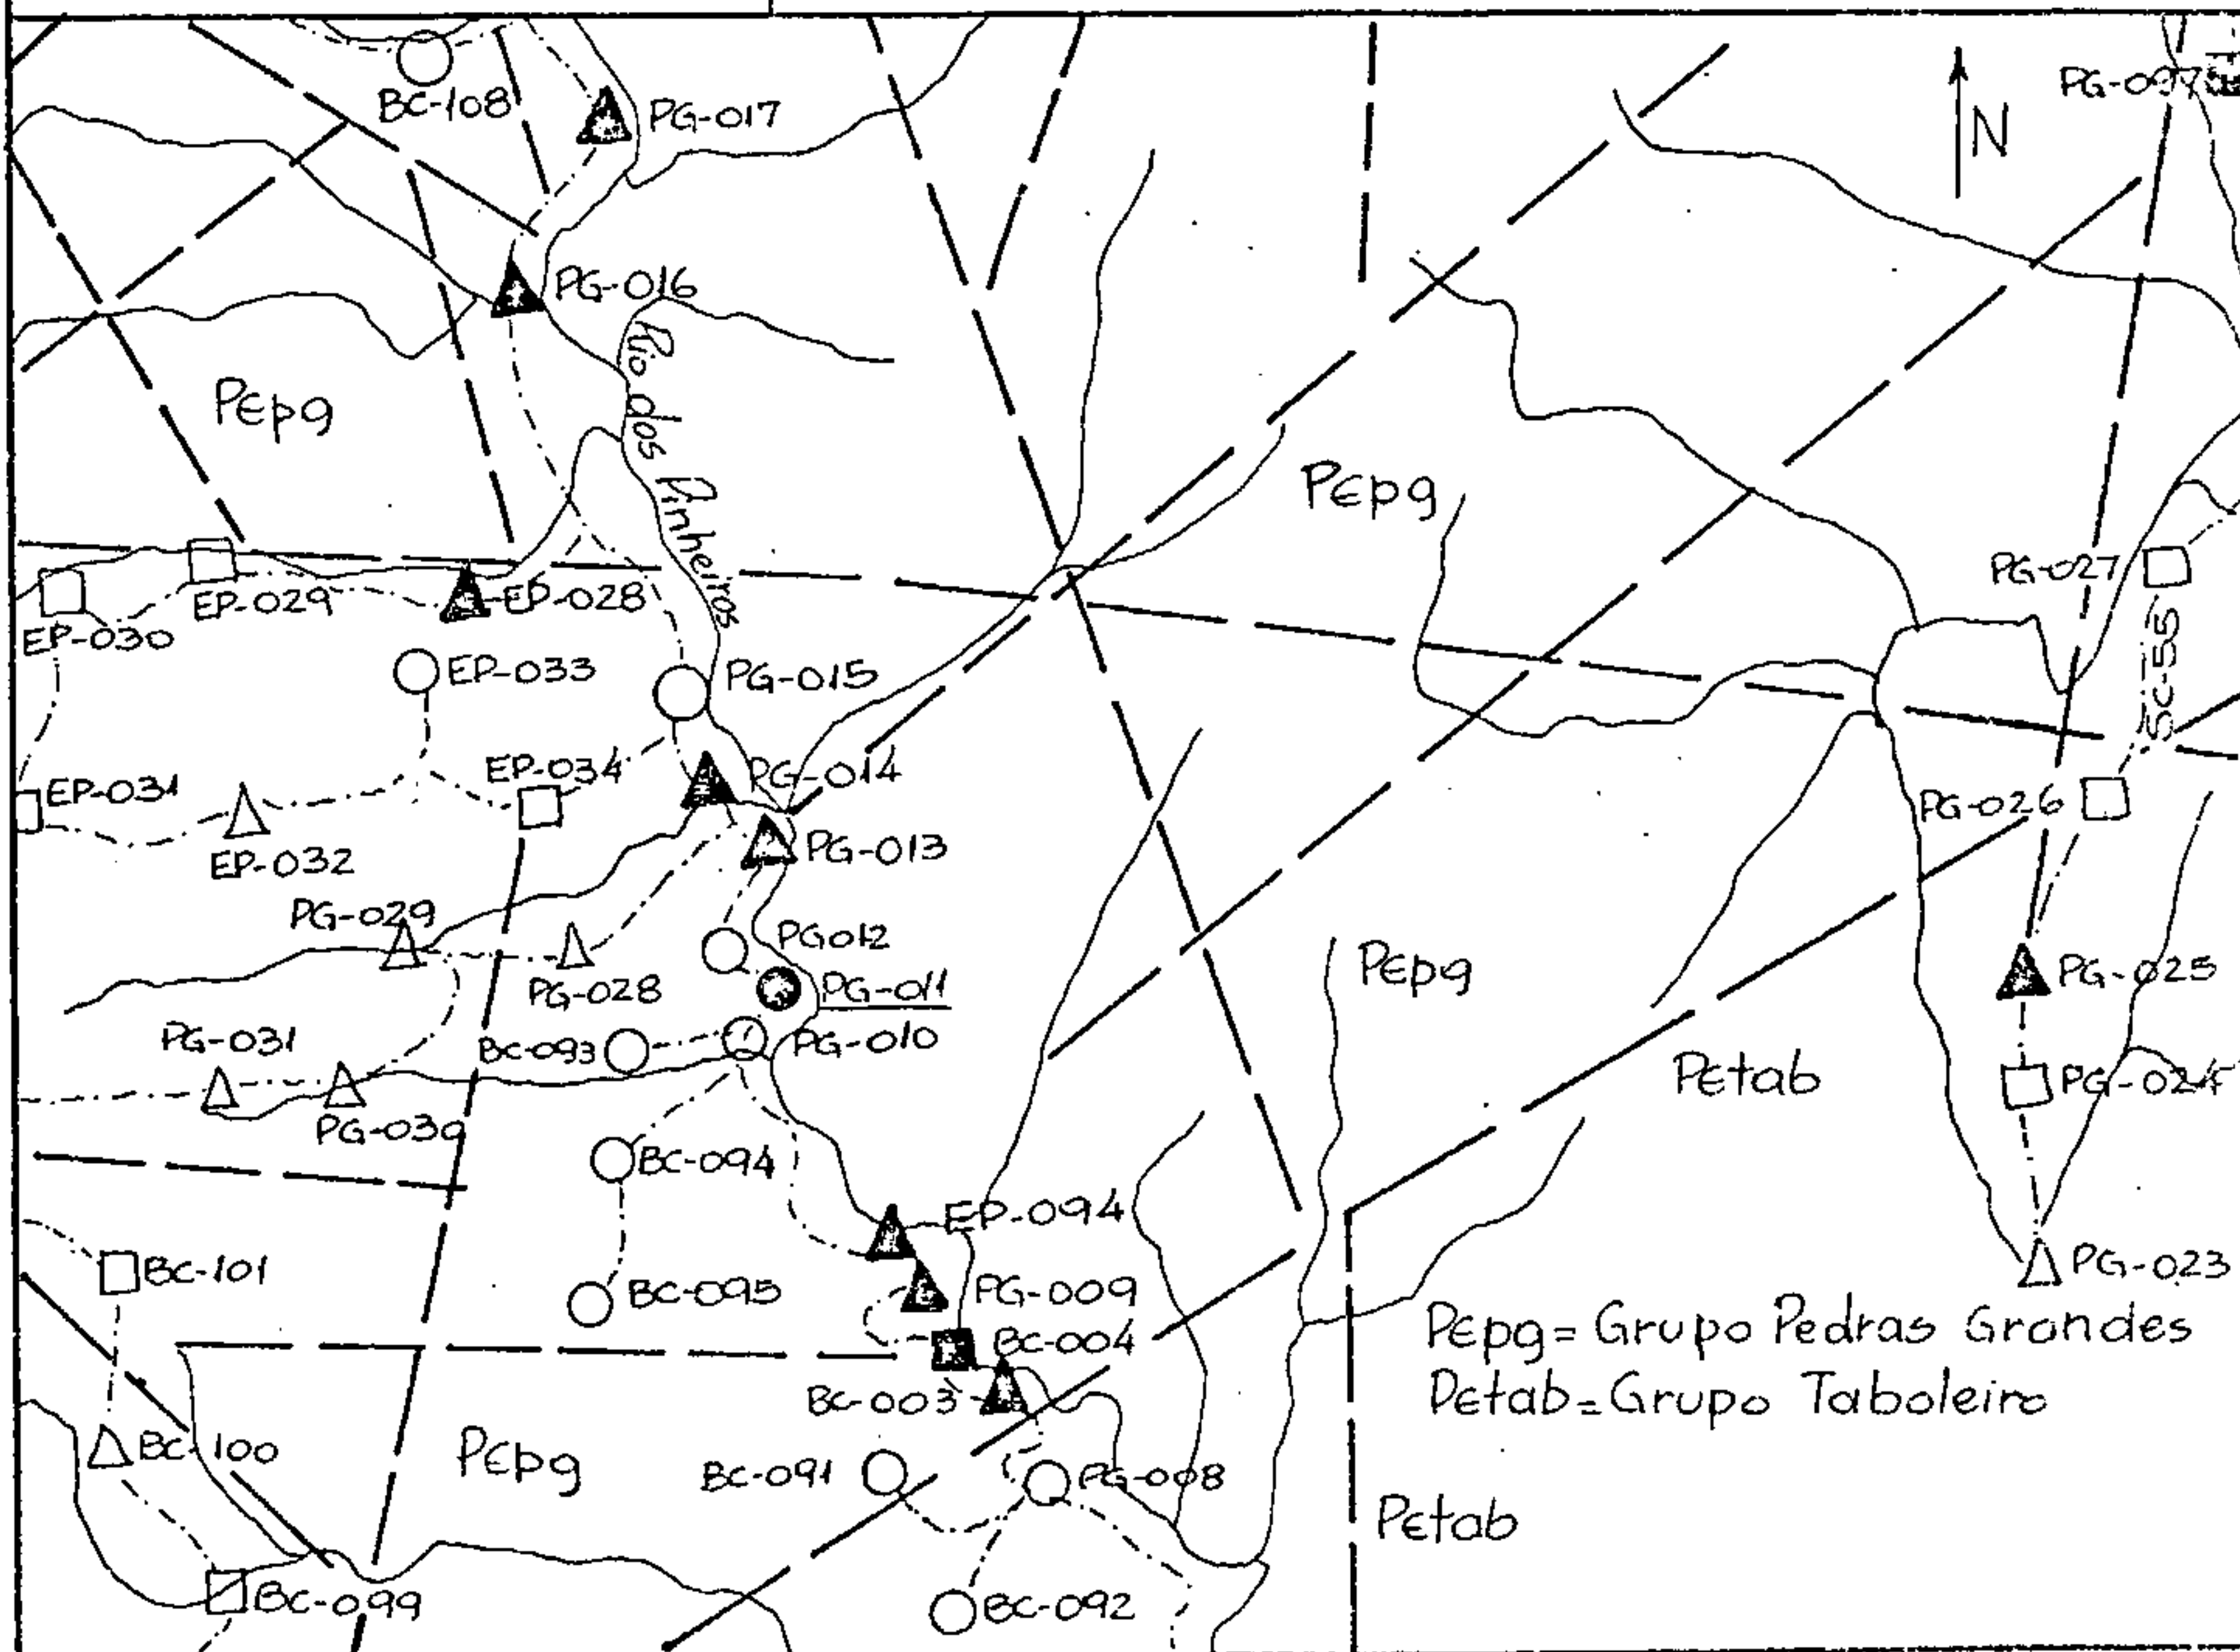 BC-108
PG-017
N
PG-097
PG-016
Rio dos Pinheiros
PEpg
PEpg
PG-027
EP-029
EP-028
EP-030
EP-033
PG-015
SC-55
EP-031
EP-034
PG-014
PG-026
EP-032
PG-013
PG-029
PG012
PEpg
PG-025
PG-028
PG-011
PG-031
BC-093
PG-010
PEtab
PG-024
PG-030
BC-094
EP-094
BC-101
BC-095
PG-009
PG-023
BC-004
PEpg= Grupo Pedras Grandes
BC-003
PEtab=Grupo Taboleiro
BC-100
PEpg
BC-091
PG-008
PEtab
BC-099
BC-092